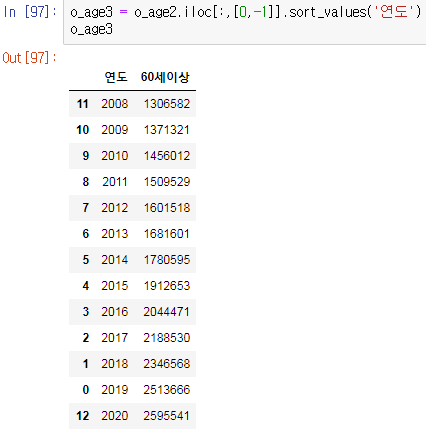 In [97]: o_age3 = o_age2.iloc[:,[0,-1]].sort_values('연도')
o_age3
Out[97]:
연도 60세이상
11 2008 1306582
10 2009 1371321
9 2010 1456012
8 2011 1509529
7 2012 1601518
6 2013 1681601
5 2014 1780595
4 2015 1912653
3 2016 2044471
2 2017 2188530
1 2018 2346568
0 2019 2513666
12 2020 2595541